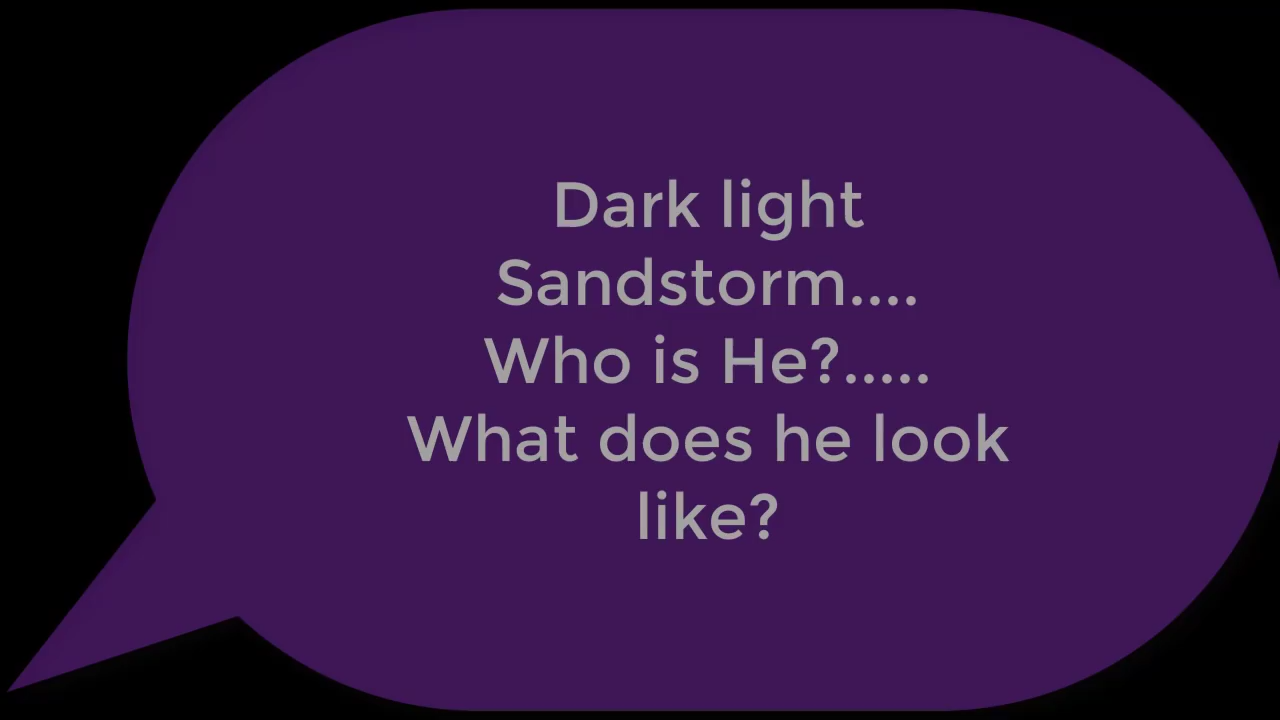 Dark light
Sandstorm....
Who is He?.....
What does he look
like?